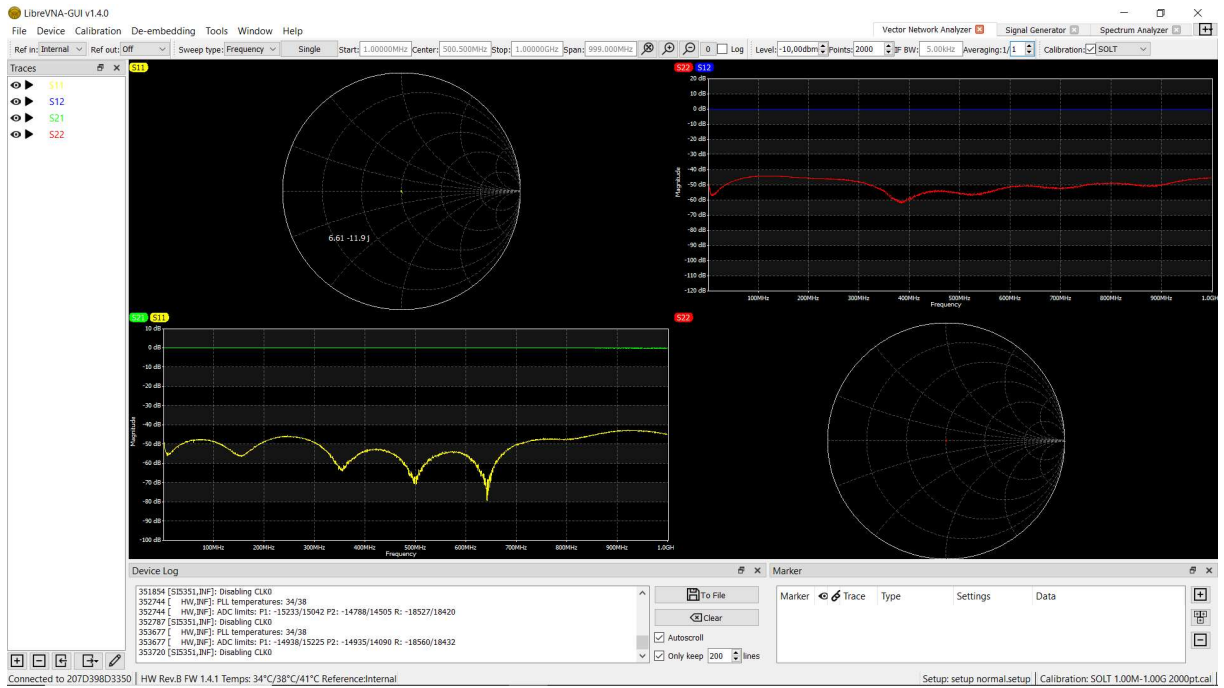 LibreVNA-GUI v1.4.0
File Device Calibration De-embedding Tools Window Help
Vector Network Analyzer Signal Generator Spectrum Analyzer
Ref in: Internal Ref out: Off Sweep type: Frequency Single Start: 1.00000MHz Center: 500.500MHz Stop: 1.00000GHz Span: 999.000MHz 0 Log Level: -10,00dbm Points: 2000 IF BW: 5.00kHz Averaging: 1/ 1 Calibration: SOLT
Traces
S11
S12
S21
S22
S11
6.61 -11.9 j
S22 S12
20 dB
10 dB
0 dB
-10 dB
-20 dB
-30 dB
-40 dB
-50 dB
-60 dB
-70 dB
-80 dB
-90 dB
-100 dB
-110 dB
-120 dB
Magnitude
100MHz 200MHz 300MHz 400MHz 500MHz 600MHz 700MHz 800MHz 900MHz 1.0GH
Frequency
S21 S11
10 dB
0 dB
-10 dB
-20 dB
-30 dB
-40 dB
-50 dB
-60 dB
-70 dB
-80 dB
-90 dB
-100 dB
Magnitude
100MHz 200MHz 300MHz 400MHz 500MHz 600MHz 700MHz 800MHz 900MHz 1.0GH
Frequency
S22
Device Log
351854 [SI5351,INF]: Disabling CLK0
352744 [ HW,INF]: PLL temperatures: 34/38
352744 [ HW,INF]: ADC limits: P1: -15233/15042 P2: -14788/14505 R: -18527/18420
352787 [SI5351,INF]: Disabling CLK0
353677 [ HW,INF]: PLL temperatures: 34/38
353677 [ HW,INF]: ADC limits: P1: -14938/15225 P2: -14935/14090 R: -18560/18432
353720 [SI5351,INF]: Disabling CLK0
To File
Clear
Autoscroll
Only keep 200 lines
Marker
Marker Trace Type Settings Data
Connected to 207D398D3350 HW Rev.B FW 1.4.1 Temps: 34°C/38°C/41°C Reference:Internal
Setup: setup normal.setup Calibration: SOLT 1.00M-1.00G 2000pt.cal